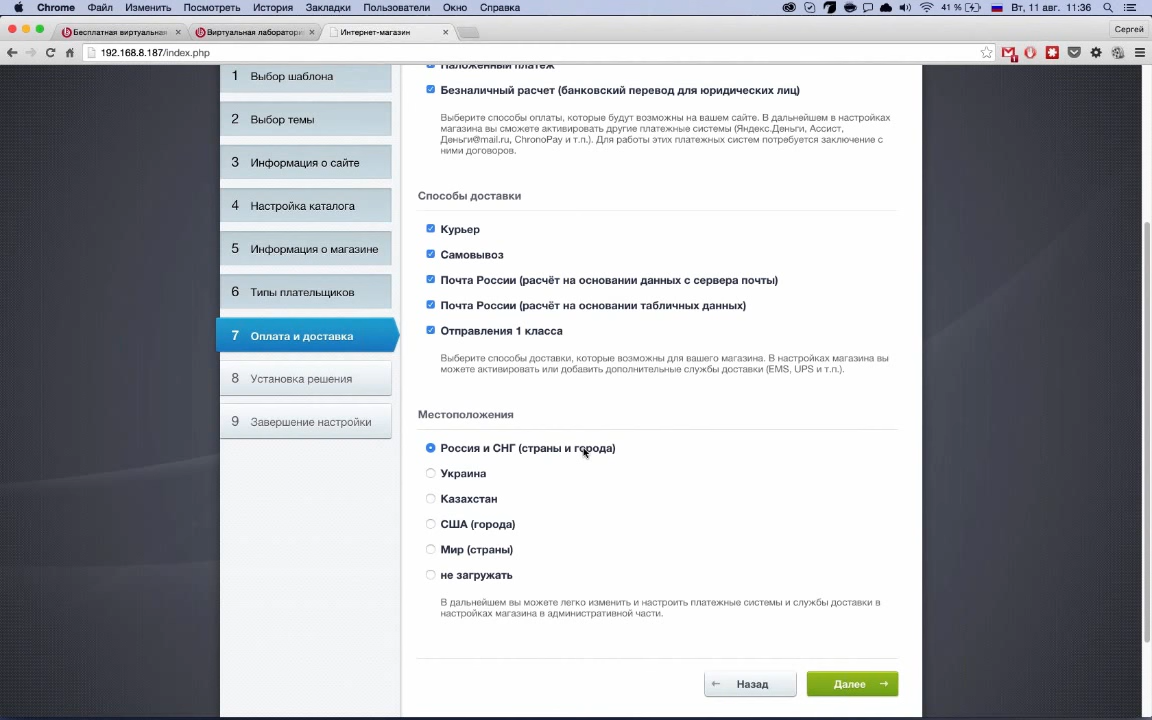 Chrome Файл Изменить Посмотреть История Закладки Пользователи Окно Справка 41 % Вт, 11 авг. 11:36
Бесплатная виртуальная Виртуальная лаборатори Интернет-магазин Сергей
192.168.8.187/index.php
1 Выбор шаблона
2 Выбор темы
3 Информация о сайте
4 Настройка каталога
5 Информация о магазине
6 Типы плательщиков
7 Оплата и доставка
8 Установка решения
9 Завершение настройки
Наложенный платеж
Безналичный расчет (банковский перевод для юридических лиц)
Выберите способы оплаты, которые будут возможны на вашем сайте. В дальнейшем в настройках
магазина вы сможете активировать другие платежные системы (Яндекс.Деньги, Ассист,
Деньги@mail.ru, ChronoPay и т.п.). Для работы этих платежных систем потребуется заключение с
ними договоров.
Способы доставки
Курьер
Самовывоз
Почта России (расчёт на основании данных с сервера почты)
Почта России (расчёт на основании табличных данных)
Отправления 1 класса
Выберите способы доставки, которые возможны для вашего магазина. В настройках магазина вы
можете активировать или добавить дополнительные службы доставки (EMS, UPS и т.п.).
Местоположения
Россия и СНГ (страны и города)
Украина
Казахстан
США (города)
Мир (страны)
не загружать
В дальнейшем вы можете легко изменить и настроить платежные системы и службы доставки в
настройках магазина в административной части.
← Назад
Далее →